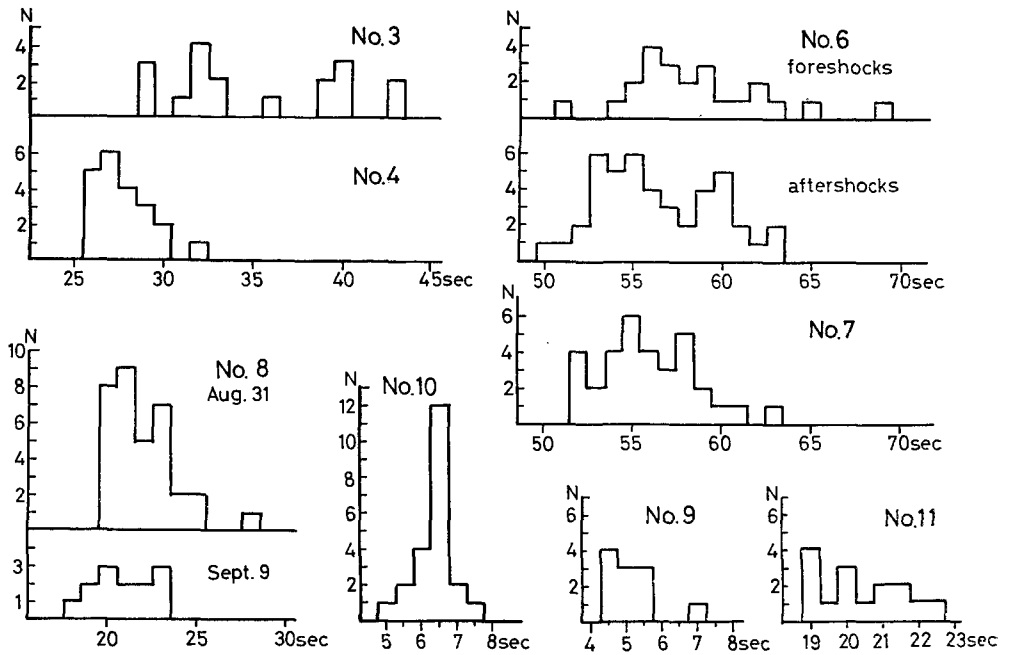 N
No.3
4
2
No.4
6
4
2
25 30 35 40 45sec
N
No.6
foreshocks
4
2
aftershocks
6
4
2
50 55 60 65 70sec
N
No.7
6
4
2
50 55 60 65 70sec
N
No. 8
Aug. 31
10
8
6
4
2
Sept. 9
3
1
20 25 30sec
N
No.10
12
10
8
6
4
2
5 6 7 8sec
N
No.9
6
4
2
4 5 6 7 8sec
N
No.11
6
4
2
19 20 21 22 23sec